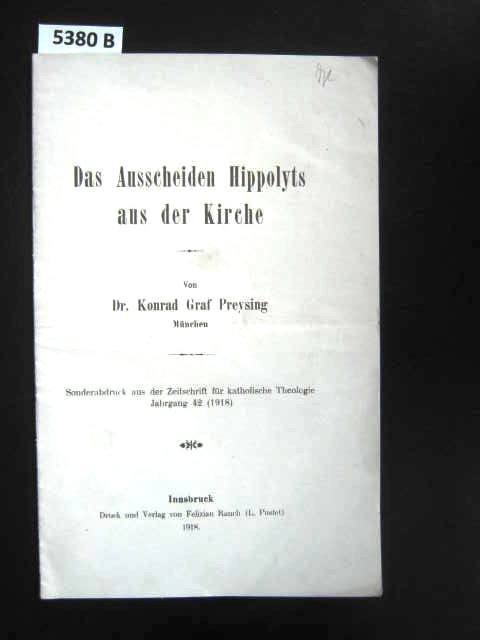 5380 B
Das Ausscheiden Hippolyts
aus der Kirche
Von
Dr. Konrad Graf Preysing
München
Sonderabdruck aus der Zeitschrift für katholische Theologie
Jahrgang 42 (1918)
Innsbruck
Druck und Verlag von Felizian Rauch (L. Pustet)
1918.